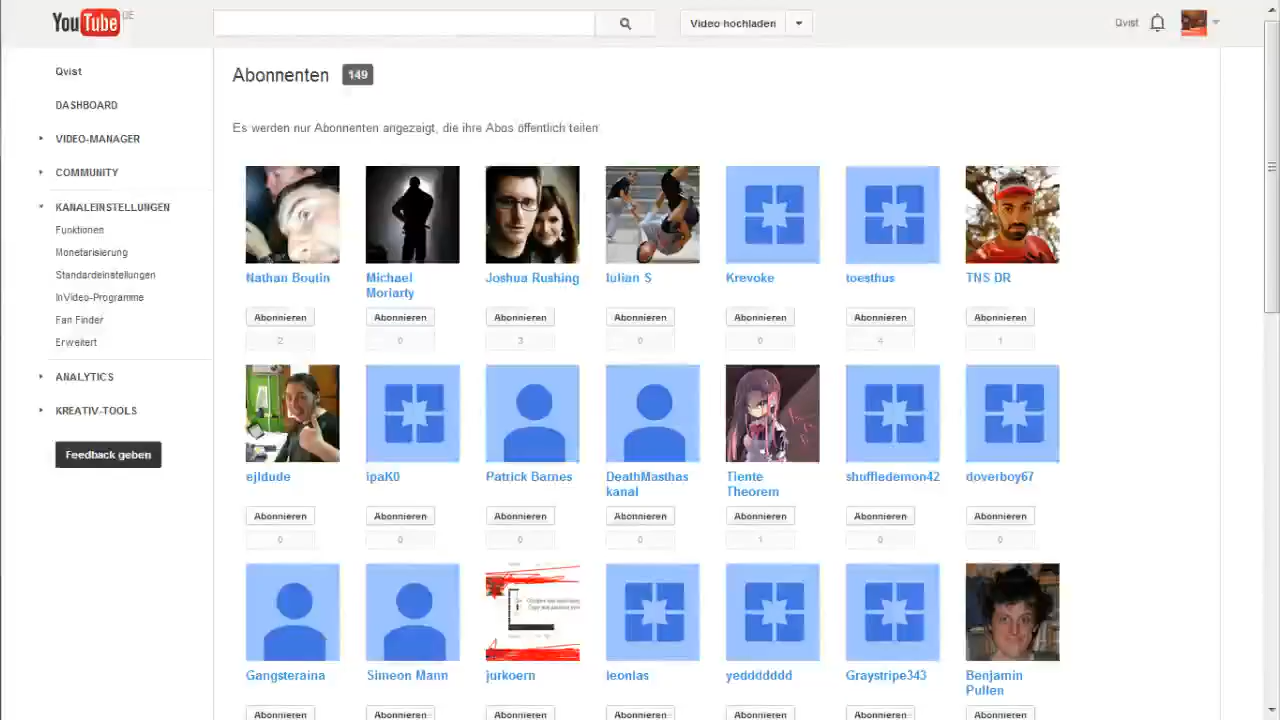 YouTube DE
Video hochladen
Qvist
Qvist
DASHBOARD
VIDEO-MANAGER
COMMUNITY
KANALEINSTELLUNGEN
Funktionen
Monetarisierung
Standardeinstellungen
InVideo-Programme
Fan Finder
Erweitert
ANALYTICS
KREATIV-TOOLS
Feedback geben
Abonnenten 149
Es werden nur Abonnenten angezeigt, die ihre Abos öffentlich teilen
Nathan Boutin
Michael
Moriarty
Joshua Rushing
Iulian S
Krevoke
toesthus
TNS DR
Abonnieren Abonnieren Abonnieren Abonnieren Abonnieren Abonnieren Abonnieren
2 0 3 0 0 4 1
ejldude
ipaK0
Patrick Barnes
DeathMasthas
kanal
Tiente
Theorem
shuffledemon42
doverboy67
Abonnieren Abonnieren Abonnieren Abonnieren Abonnieren Abonnieren Abonnieren
0 0 0 0 1 0 0
Gangsteraina
Simeon Mann
jurkoern
leonlas
yeddddddd
Graystripe343
Benjamin
Pullen
Abonnieren Abonnieren Abonnieren Abonnieren Abonnieren Abonnieren Abonnieren